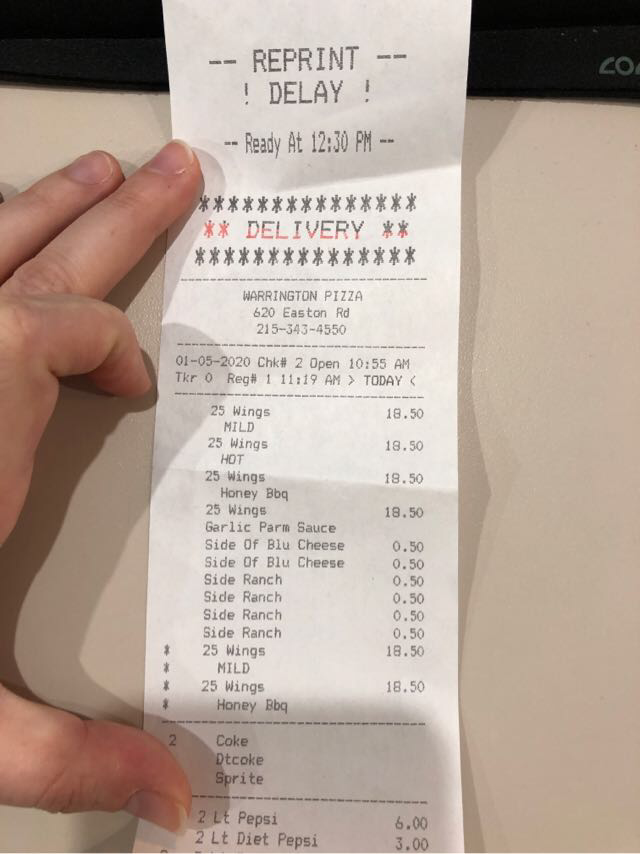 -- REPRINT --
! DELAY !
-- Ready At 12:30 PM --
***************
** DELIVERY **
***************
WARRINGTON PIZZA
620 Easton Rd
215-343-4550
01-05-2020 Chk# 2 Open 10:55 AM
Tkr 0 Reg# 1 11:19 AM > TODAY <
25 Wings 18.50
MILD
25 Wings 18.50
HOT
25 Wings 18.50
Honey Bbq
25 Wings 18.50
Garlic Parm Sauce
Side Of Blu Cheese 0.50
Side Of Blu Cheese 0.50
Side Ranch 0.50
Side Ranch 0.50
Side Ranch 0.50
Side Ranch 0.50
* 25 Wings 18.50
* MILD
* 25 Wings 18.50
* Honey Bbq
2 Coke
Dtcoke
Sprite
2 Lt Pepsi 6.00
2 Lt Diet Pepsi 3.00